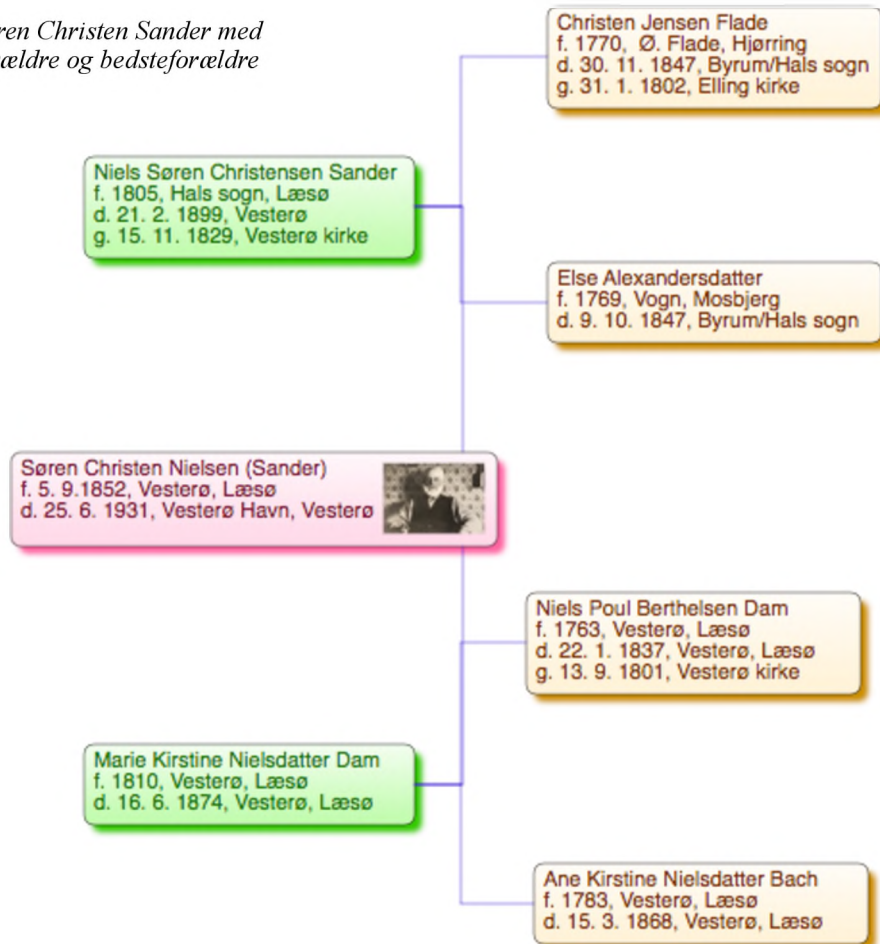 ren Christen Sander med
ældre og bedsteforældre
Christen Jensen Flade
f. 1770, Ø. Flade, Hjørring
d. 30. 11. 1847, Byrum/Hals sogn
g. 31. 1. 1802, Elling kirke
Niels Søren Christensen Sander
f. 1805, Hals sogn, Læsø
d. 21. 2. 1899, Vesterø
g. 15. 11. 1829, Vesterø kirke
Else Alexandersdatter
f. 1769, Vogn, Mosbjerg
d. 9. 10. 1847, Byrum/Hals sogn
Søren Christen Nielsen (Sander)
f. 5. 9.1852, Vesterø, Læsø
d. 25. 6. 1931, Vesterø Havn, Vesterø
Niels Poul Berthelsen Dam
f. 1763, Vesterø, Læsø
d. 22. 1. 1837, Vesterø, Læsø
g. 13. 9. 1801, Vesterø kirke
Marie Kirstine Nielsdatter Dam
f. 1810, Vesterø, Læsø
d. 16. 6. 1874, Vesterø, Læsø
Ane Kirstine Nielsdatter Bach
f. 1783, Vesterø, Læsø
d. 15. 3. 1868, Vesterø, Læsø